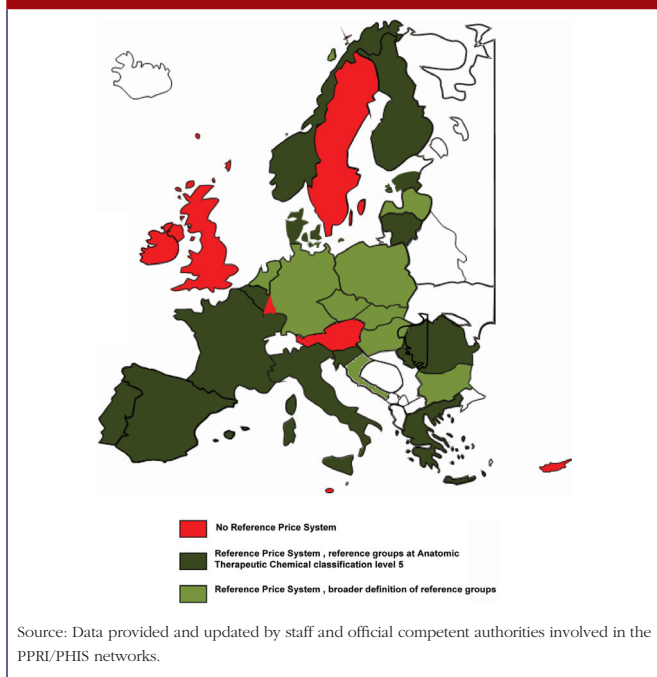 No Reference Price System
Reference Price System , reference groups at Anatomic
Therapeutic Chemical classification level 5
Reference Price System , broader definition of reference groups
Source: Data provided and updated by staff and official competent authorities involved in the
PPRI/PHIS networks.